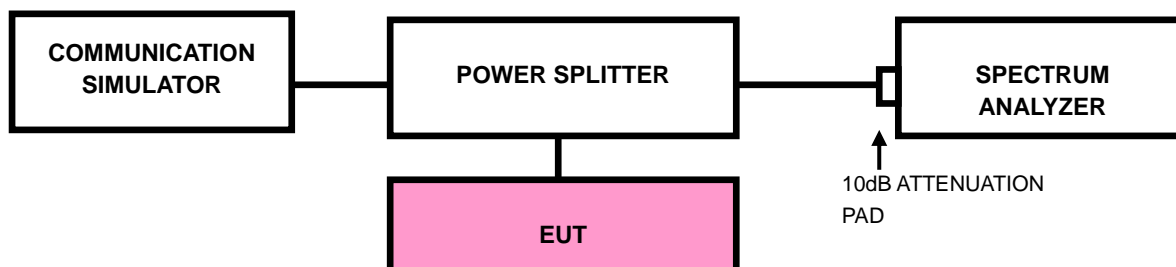 COMMUNICATION
SIMULATOR
POWER SPLITTER
SPECTRUM
ANALYZER
10dB ATTENUATION
PAD
EUT